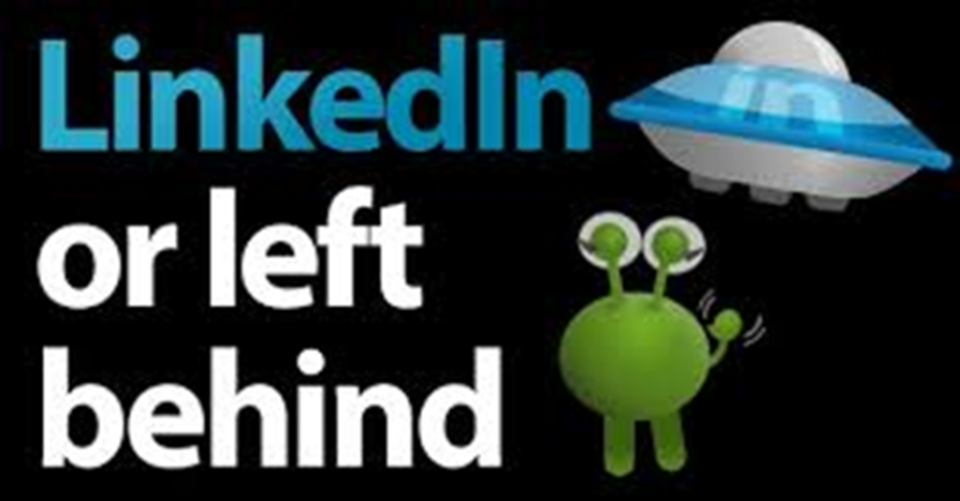 LinkedIn
in
or left
behind